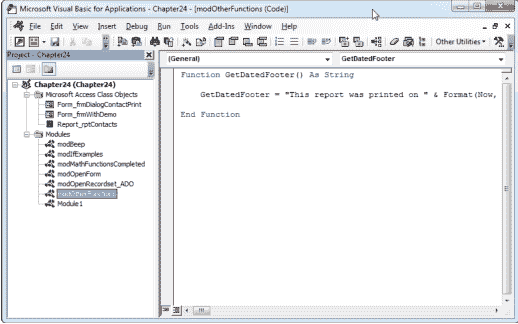 Microsoft Visual Basic for Applications - Chapter24 - [modOtherFunctions (Code)]
File Edit View Insert Debug Run Tools Add-Ins Window Help
Other Utilities
Project - Chapter24
(General) GetDatedFooter
Chapter24 (Chapter24)
Microsoft Access Class Objects
Form_frmDialogContactPrint
Form_frmWithDemo
Report_rptContacts
Modules
modBeep
modIfExamples
modMathFunctionsCompleted
modOpenForm
modOpenRecordset_ADO
modOtherFunctions
Module1
Function GetDatedFooter() As String
GetDatedFooter = "This report was printed on " & Format(Now,
End Function